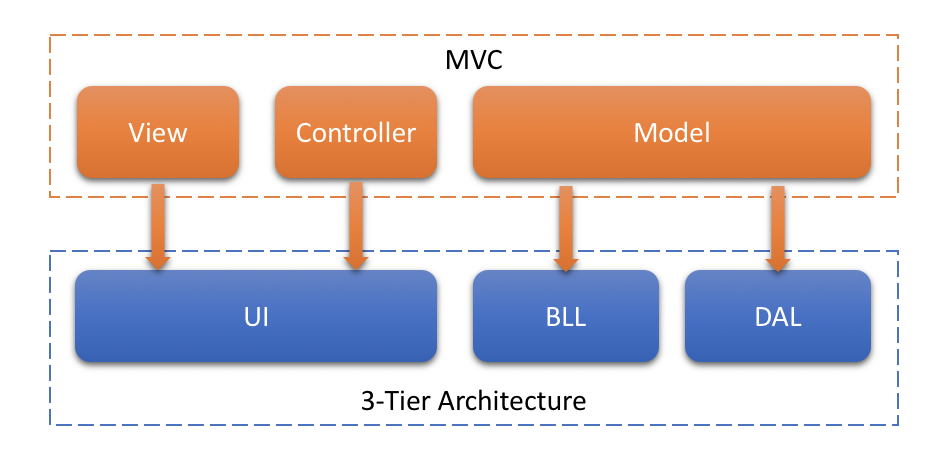 MVC
View
Controller
Model
UI
BLL
DAL
3-Tier Architecture